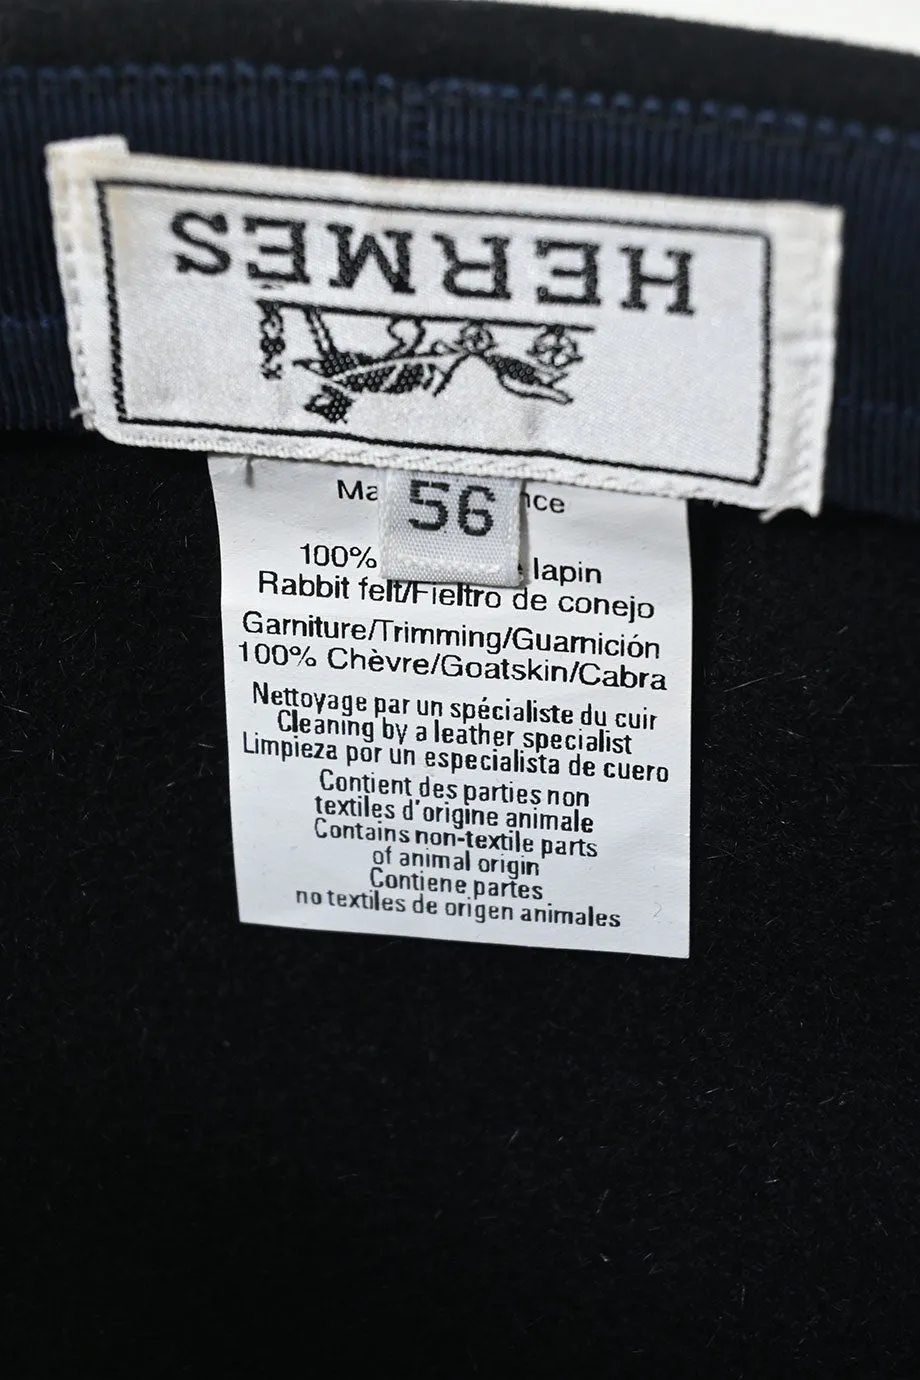 HERMES
56
Ma nce
100% lapin
Rabbit felt/Fieltro de conejo
Garniture/Trimming/Guarnición
100% Chèvre/Goatskin/Cabra
Nettoyage par un spécialiste du cuir
Cleaning by a leather specialist
Limpieza por un especialista de cuero
Contient des parties non
textiles d'origine animale
Contains non-textile parts
of animal origin
Contiene partes
no textiles de origen animales